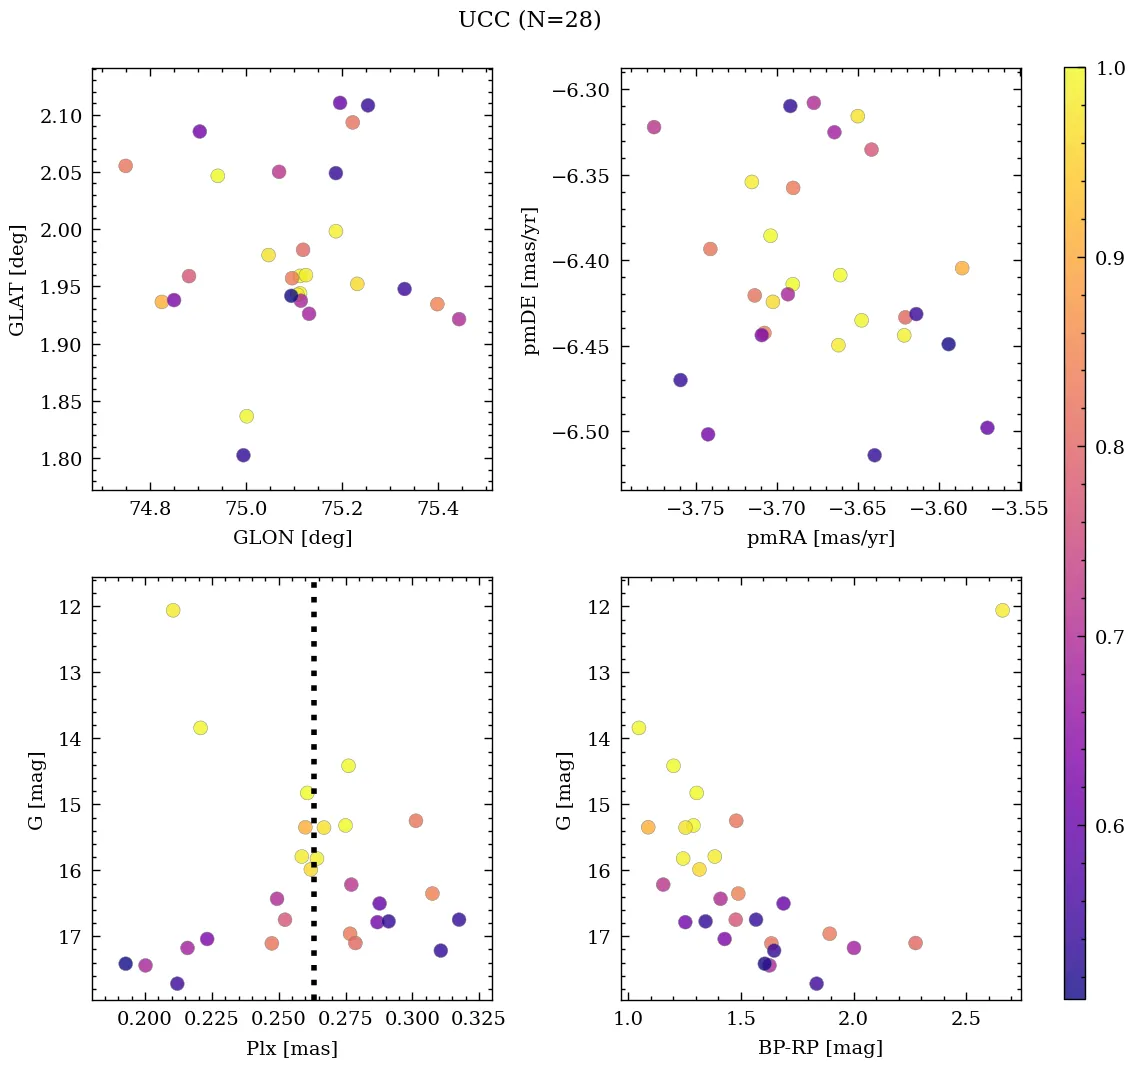 UCC (N=28)
2.10
2.05
2.00
1.95
1.90
1.85
1.80
GLAT [deg]
74.8 75.0 75.2 75.4
GLON [deg]
−6.30
−6.35
−6.40
−6.45
−6.50
pmDE [mas/yr]
−3.75 −3.70 −3.65 −3.60 −3.55
pmRA [mas/yr]
12
13
14
15
16
17
G [mag]
0.200 0.225 0.250 0.275 0.300 0.325
Plx [mas]
12
13
14
15
16
17
G [mag]
1.0 1.5 2.0 2.5
BP-RP [mag]
1.0
0.9
0.8
0.7
0.6